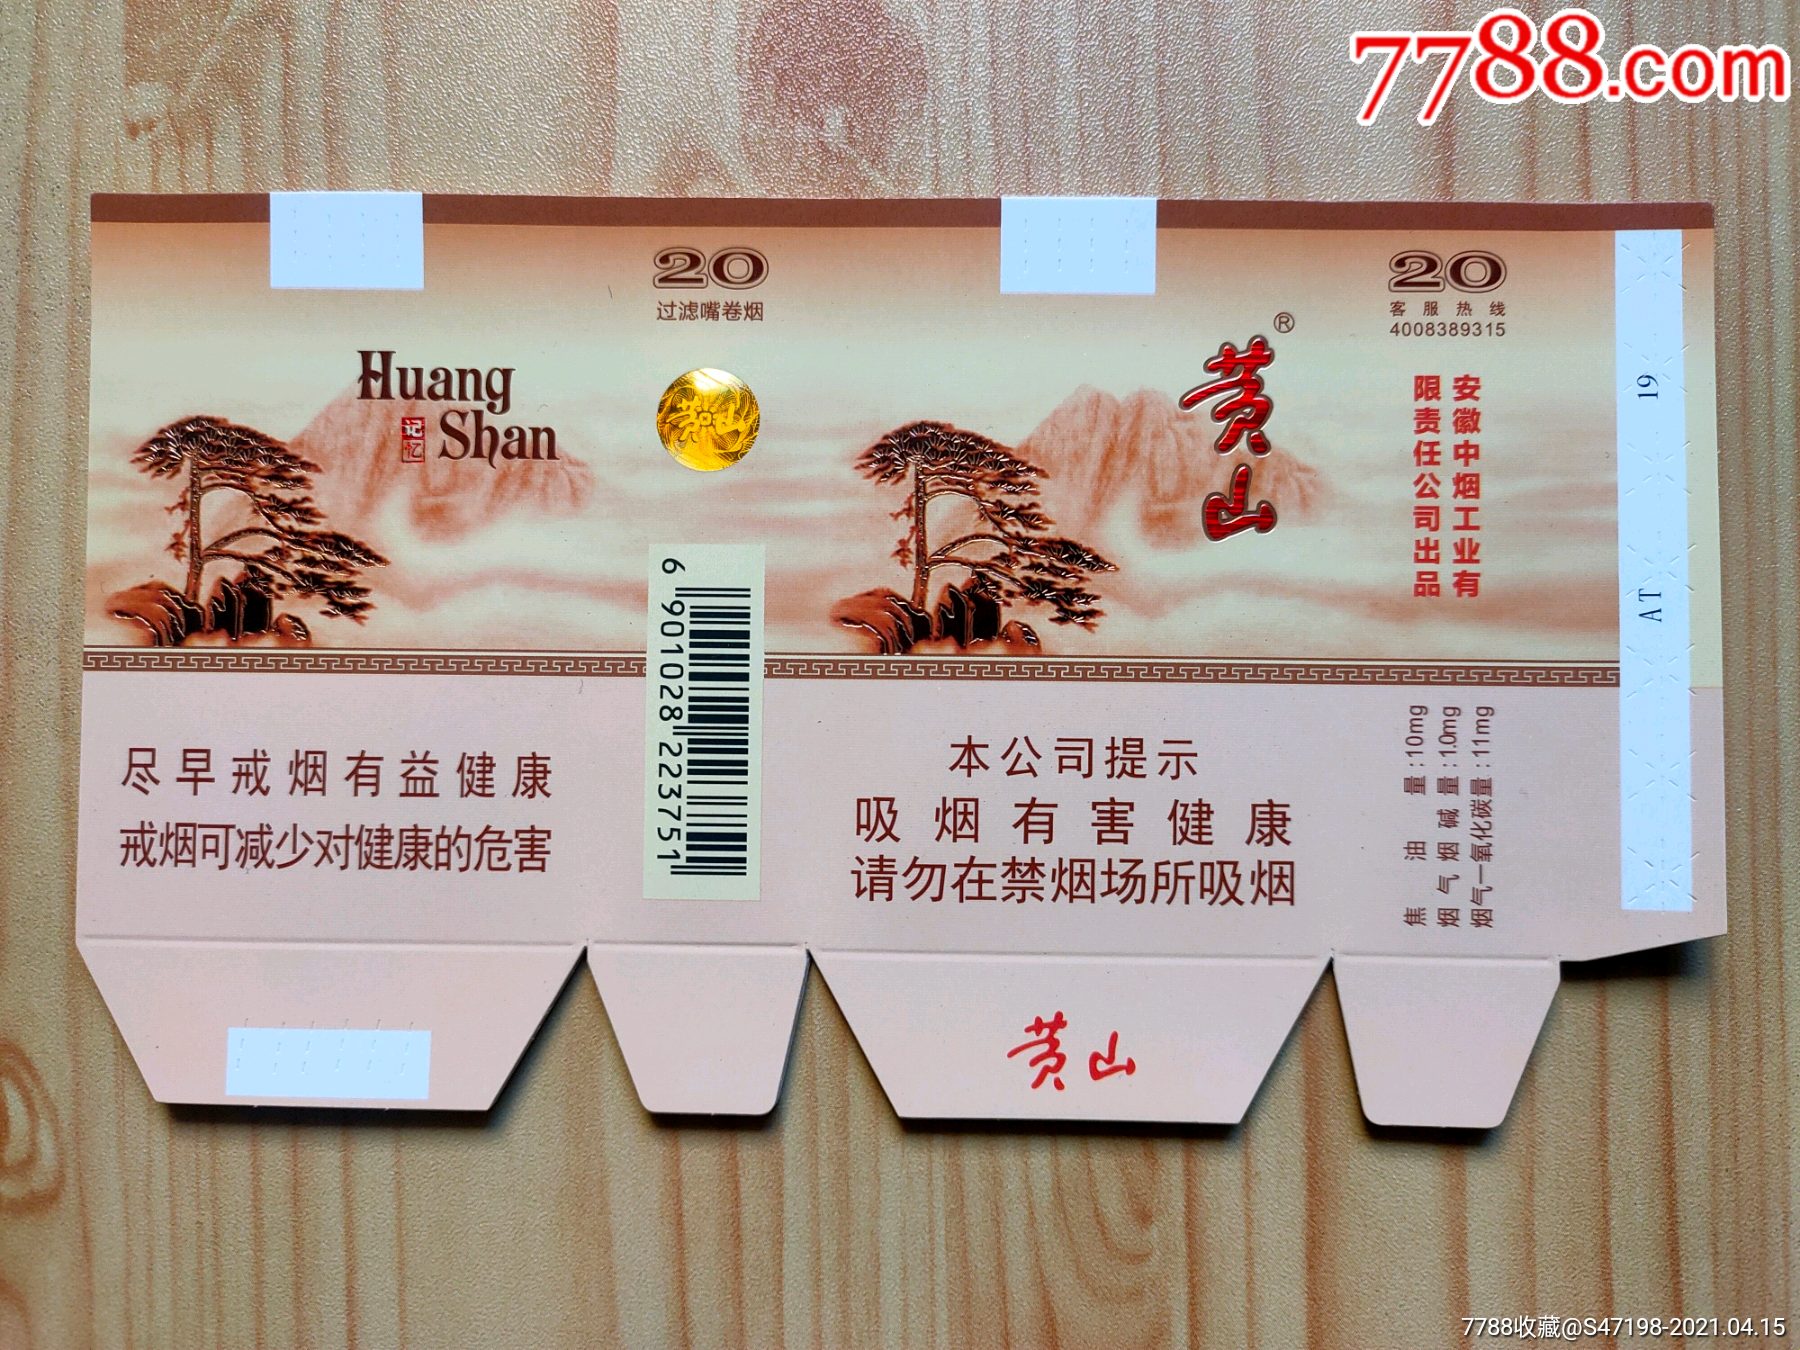 7788.com
20
过滤嘴卷烟
Huang
Shan
记忆
黄山
6 901028 223751
20
客服热线
4008389315
黄山®
安徽中烟工业有
限责任公司出品
19
AT
尽早戒烟有益健康
戒烟可减少对健康的危害
本公司提示
吸烟有害健康
请勿在禁烟场所吸烟
焦油量:10mg
烟气烟碱量:1.0mg
烟气一氧化碳量:11mg
黄山
7788收藏@S47198-2021.04.15